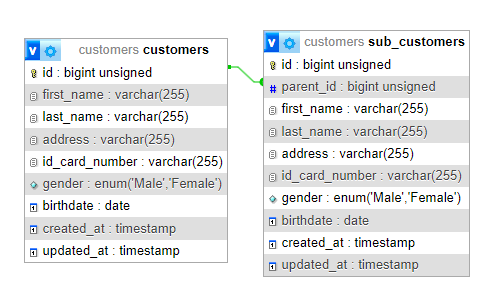 customers customers
id : bigint unsigned
first_name : varchar(255)
last_name : varchar(255)
address : varchar(255)
id_card_number : varchar(255)
gender : enum('Male','Female')
birthdate : date
created_at : timestamp
updated_at : timestamp
customers sub_customers
id : bigint unsigned
parent_id : bigint unsigned
first_name : varchar(255)
last_name : varchar(255)
address : varchar(255)
id_card_number : varchar(255)
gender : enum('Male','Female')
birthdate : date
created_at : timestamp
updated_at : timestamp